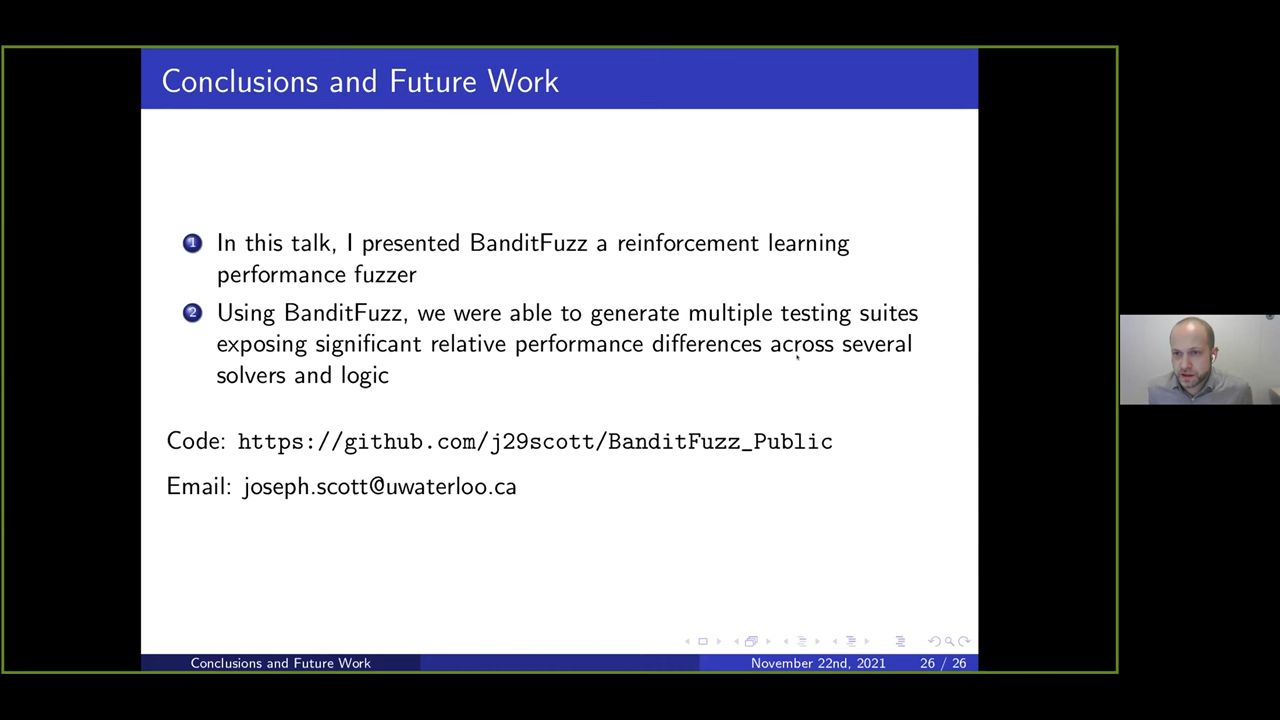 Conclusions and Future Work
1 In this talk, I presented BanditFuzz a reinforcement learning
performance fuzzer
2 Using BanditFuzz, we were able to generate multiple testing suites
exposing significant relative performance differences across several
solvers and logic
Code: https://github.com/j29scott/BanditFuzz_Public
Email: joseph.scott@uwaterloo.ca
Conclusions and Future Work November 22nd, 2021 26 / 26